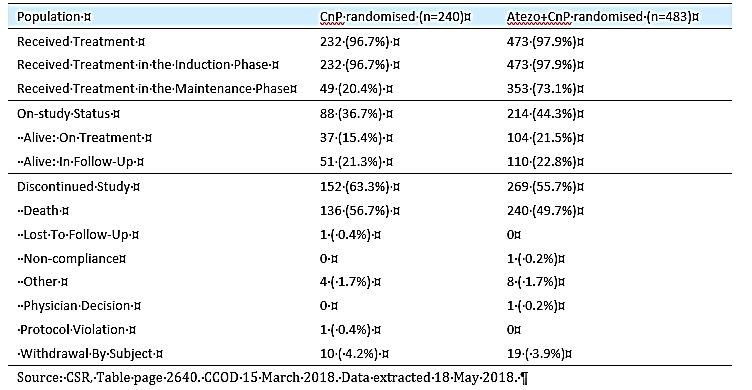 Population·¤ CnP·randomised·(n=240)¤ Atezo+CnP·randomised·(n=483)¤
Received·Treatment·¤ 232·(96.7%)·¤ 473·(97.9%)¤
Received·Treatment·in·the·Induction·Phase¤ 232·(96.7%)·¤ 473·(97.9%)¤
Received·Treatment·in·the·Maintenance·Phase¤ 49·(20.4%)·¤ 353·(73.1%)¤
On-study·Status·¤ 88·(36.7%)·¤ 214·(44.3%)¤
··Alive:·On·Treatment·¤ 37·(15.4%)·¤ 104·(21.5%)¤
··Alive:·In·Follow-Up·¤ 51·(21.3%)·¤ 110·(22.8%)¤
Discontinued·Study·¤ 152·(63.3%)·¤ 269·(55.7%)¤
··Death·¤ 136·(56.7%)·¤ 240·(49.7%)¤
··Lost·To·Follow-Up·¤ 1·(·0.4%)·¤ 0¤
··Non-compliance¤ 0·¤ 1·(·0.2%)¤
··Other·¤ 4·(·1.7%)·¤ 8·(·1.7%)¤
··Physician·Decision·¤ 0·¤ 1·(·0.2%)¤
·Protocol·Violation·¤ 1·(·0.4%)·¤ 0¤
·Withdrawal·By·Subject·¤ 10·(·4.2%)·¤ 19·(·3.9%)¤
Source:·CSR,·Table·page·2640.·CCOD·15·March·2018.·Data·extracted·18·May·2018.·¶